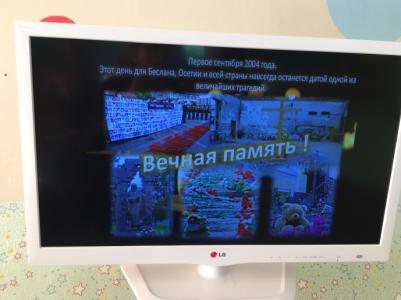 Первое сентября 2004 года.
Этот день для Беслана, Осетии и всей страны навсегда останется датой одной из
величайших трагедий.
Вечная память !
LG